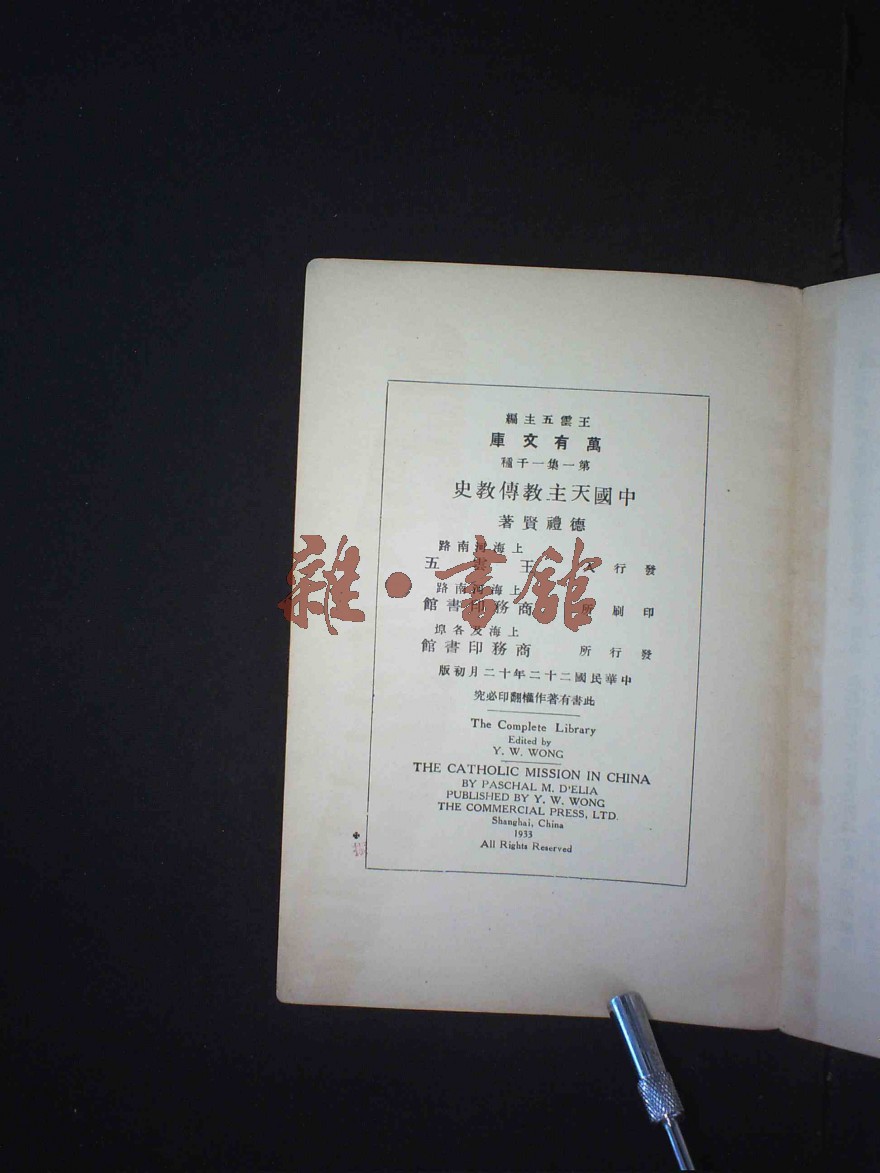 王雲五主編
萬有文庫
第一集一千種
中國天主教傳教史
德禮賢著
上海河南路
發行人 王雲五
上海河南路
印刷所 商務印書館
上海及各埠
發行所 商務印書館
中華民國二十二年十二月初版
此書有著作權翻印必究
The Complete Library
Edited by
Y. W. WONG
THE CATHOLIC MISSION IN CHINA
BY PASCHAL M. D'ELIA
PUBLISHED BY Y. W. WONG
THE COMMERCIAL PRESS, LTD.
Shanghai, China
1933
All Rights Reserved
雜·書館